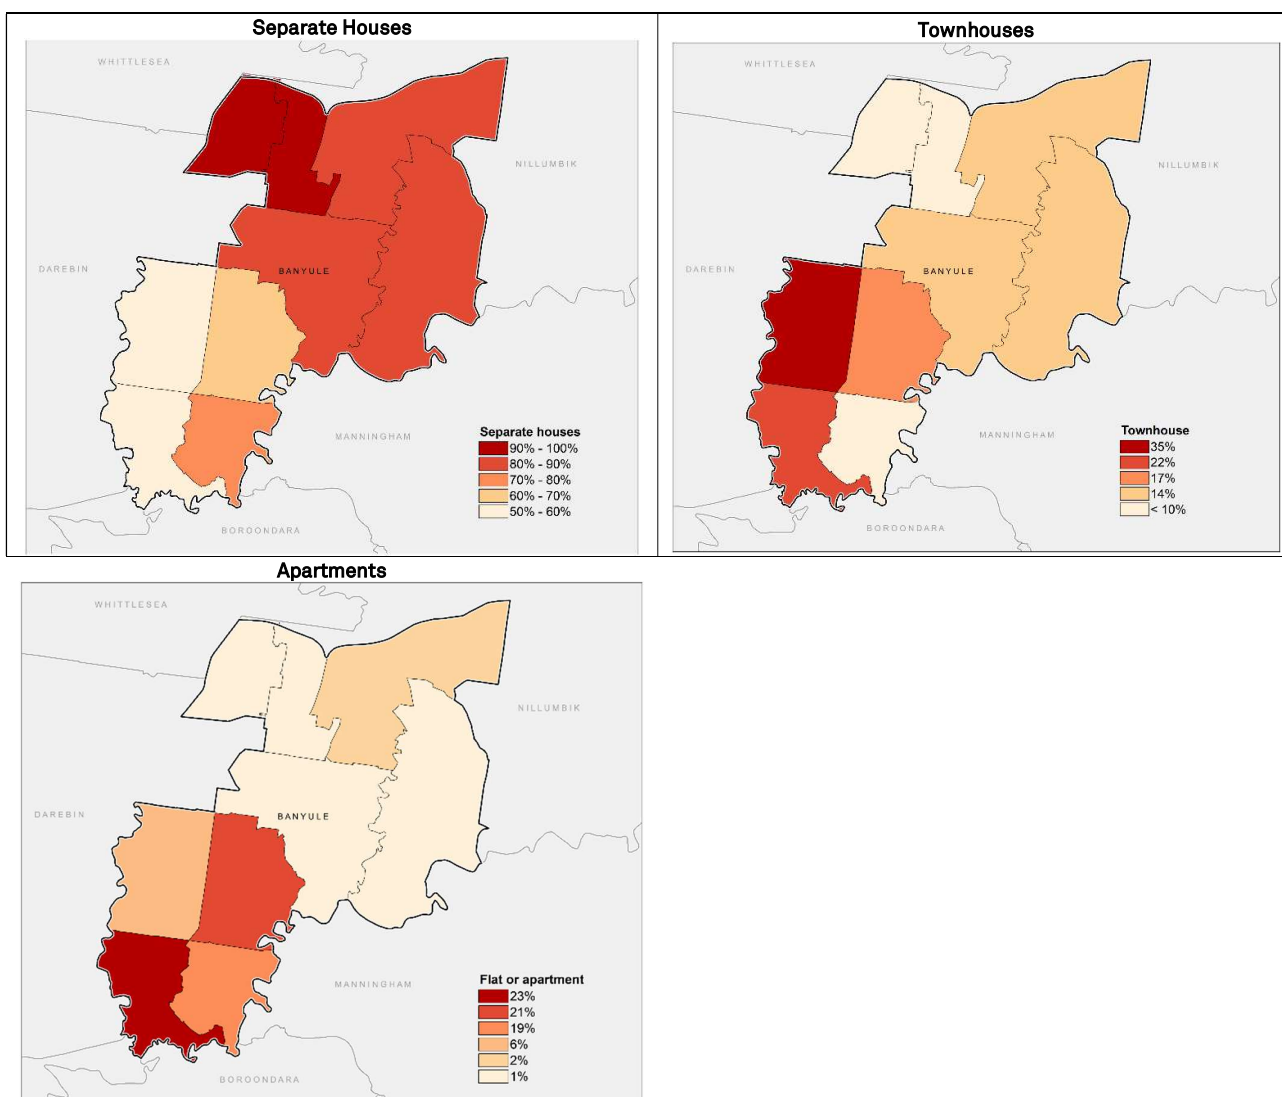 Separate Houses
WHITTLESEA
NILLUMBIK
DAREBIN
BANYULE
MANNINGHAM
BOROONDARA
Separate houses
90% - 100%
80% - 90%
70% - 80%
60% - 70%
50% - 60%
Townhouses
WHITTLESEA
NILLUMBIK
DAREBIN
BANYULE
MANNINGHAM
BOROONDARA
Townhouse
35%
22%
17%
14%
< 10%
Apartments
WHITTLESEA
NILLUMBIK
DAREBIN
BANYULE
MANNINGHAM
BOROONDARA
Flat or apartment
23%
21%
19%
6%
2%
1%